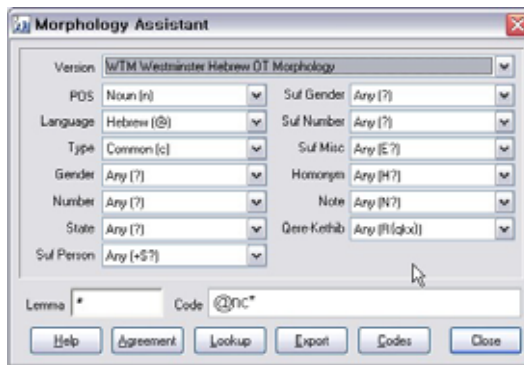 Morphology Assistant
Version WTM Westminster Hebrew OT Morphology
POS Noun (n) Suf Gender Any (?)
Language Hebrew (@) Suf Number Any (?)
Type Common (c) Suf Misc Any (E?)
Gender Any (?) Homonym Any (H?)
Number Any (?) Note Any (N?)
State Any (?) Qere-Kethib Any (R{qkx})
Suf Person Any (+S?)
Lemma * Code @nc*
Help Agreement Lookup Export Codes Close